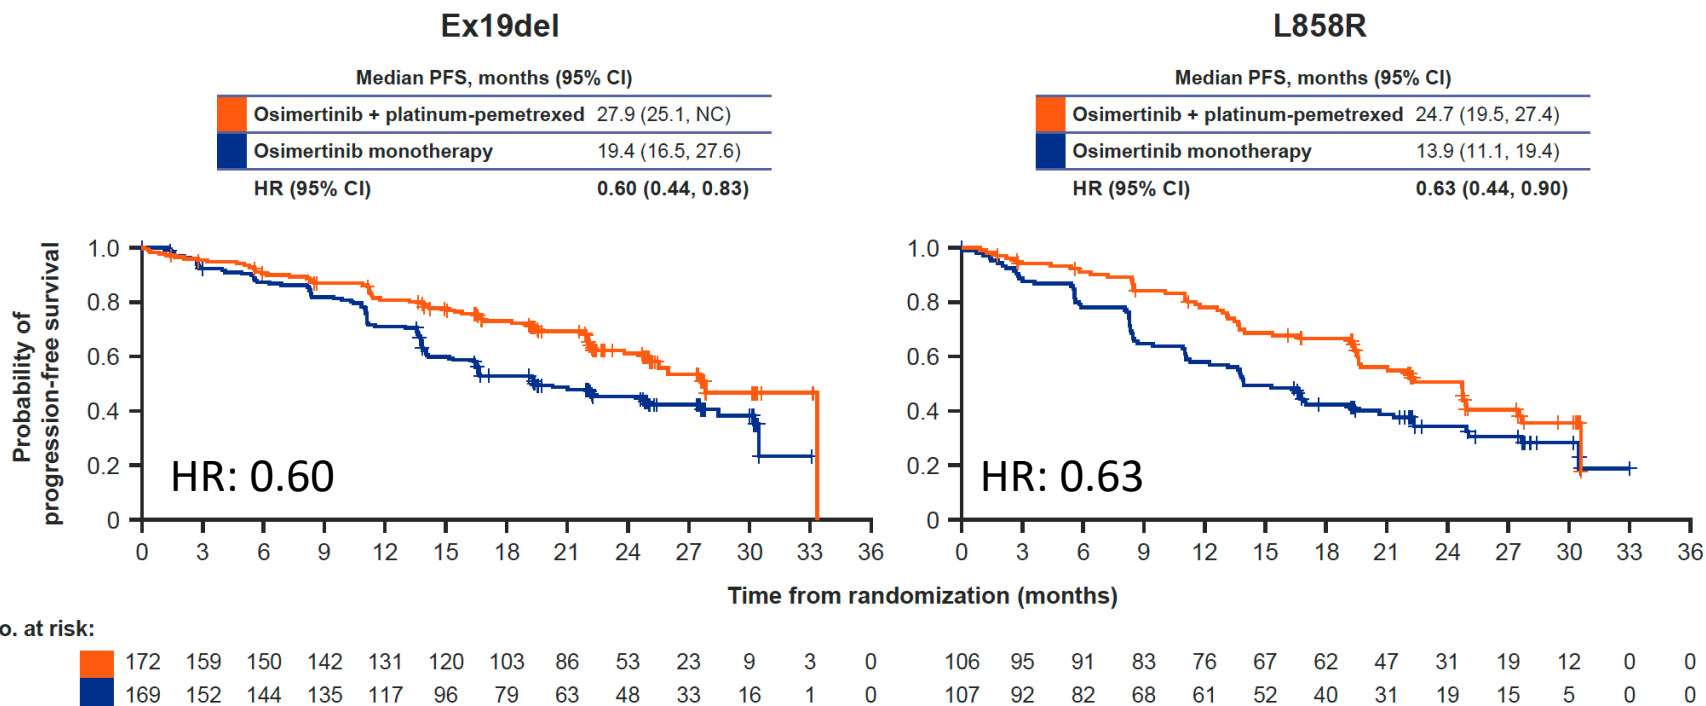 Ex19del
Median PFS, months (95% CI)
Osimertinib + platinum-pemetrexed 27.9 (25.1, NC)
Osimertinib monotherapy 19.4 (16.5, 27.6)
HR (95% CI) 0.60 (0.44, 0.83)
L858R
Median PFS, months (95% CI)
Osimertinib + platinum-pemetrexed 24.7 (19.5, 27.4)
Osimertinib monotherapy 13.9 (11.1, 19.4)
HR (95% CI) 0.63 (0.44, 0.90)
Probability of
progression-free survival
1.0
0.8
0.6
0.4
0.2
0
HR: 0.60
0 3 6 9 12 15 18 21 24 27 30 33 36
1.0
0.8
0.6
0.4
0.2
0
HR: 0.63
0 3 6 9 12 15 18 21 24 27 30 33 36
Time from randomization (months)
o. at risk:
172 159 150 142 131 120 103 86 53 23 9 3 0 106 95 91 83 76 67 62 47 31 19 12 0 0
169 152 144 135 117 96 79 63 48 33 16 1 0 107 92 82 68 61 52 40 31 19 15 5 0 0